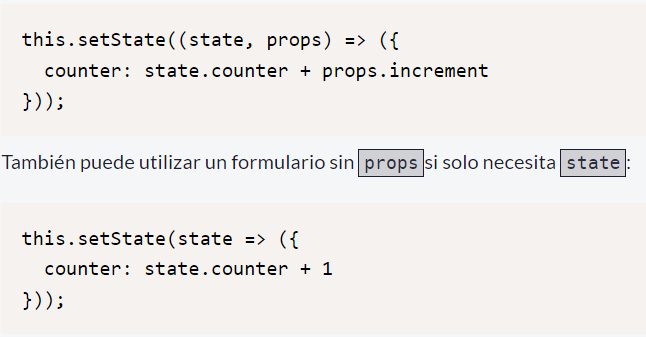 this.setState((state, props) => ({
  counter: state.counter + props.increment
}));
También puede utilizar un formulario sin props si solo necesita state:
this.setState(state => ({
  counter: state.counter + 1
}));